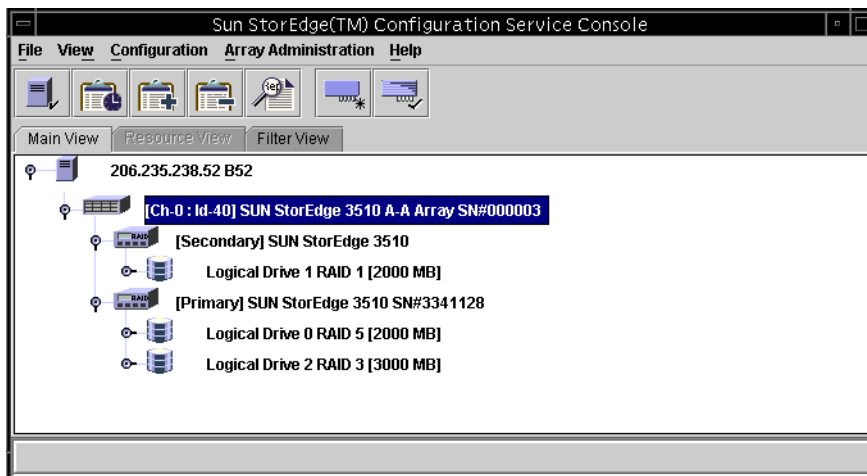 Sun StorEdge(TM) Configuration Service Console
File View Configuration Array Administration Help
Rep
Main View Resource View Filter View
206.235.238.52 B52
[Ch-0 : Id-40] SUN StorEdge 3510 A-A Array SN#000003
RAID
[Secondary] SUN StorEdge 3510
Logical Drive 1 RAID 1 [2000 MB]
RAID
[Primary] SUN StorEdge 3510 SN#3341128
Logical Drive 0 RAID 5 [2000 MB]
Logical Drive 2 RAID 3 [3000 MB]